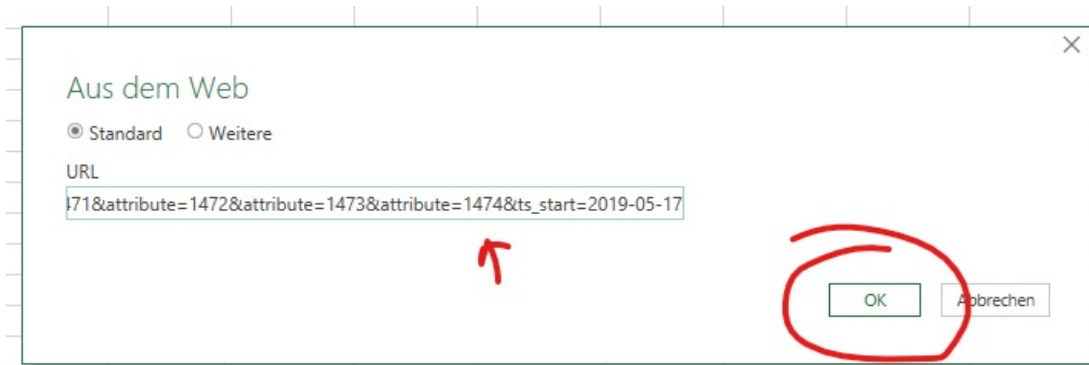 Aus dem Web
Standard Weitere
URL
471&attribute=1472&attribute=1473&attribute=1474&ts_start=2019-05-17
OK Abbrechen